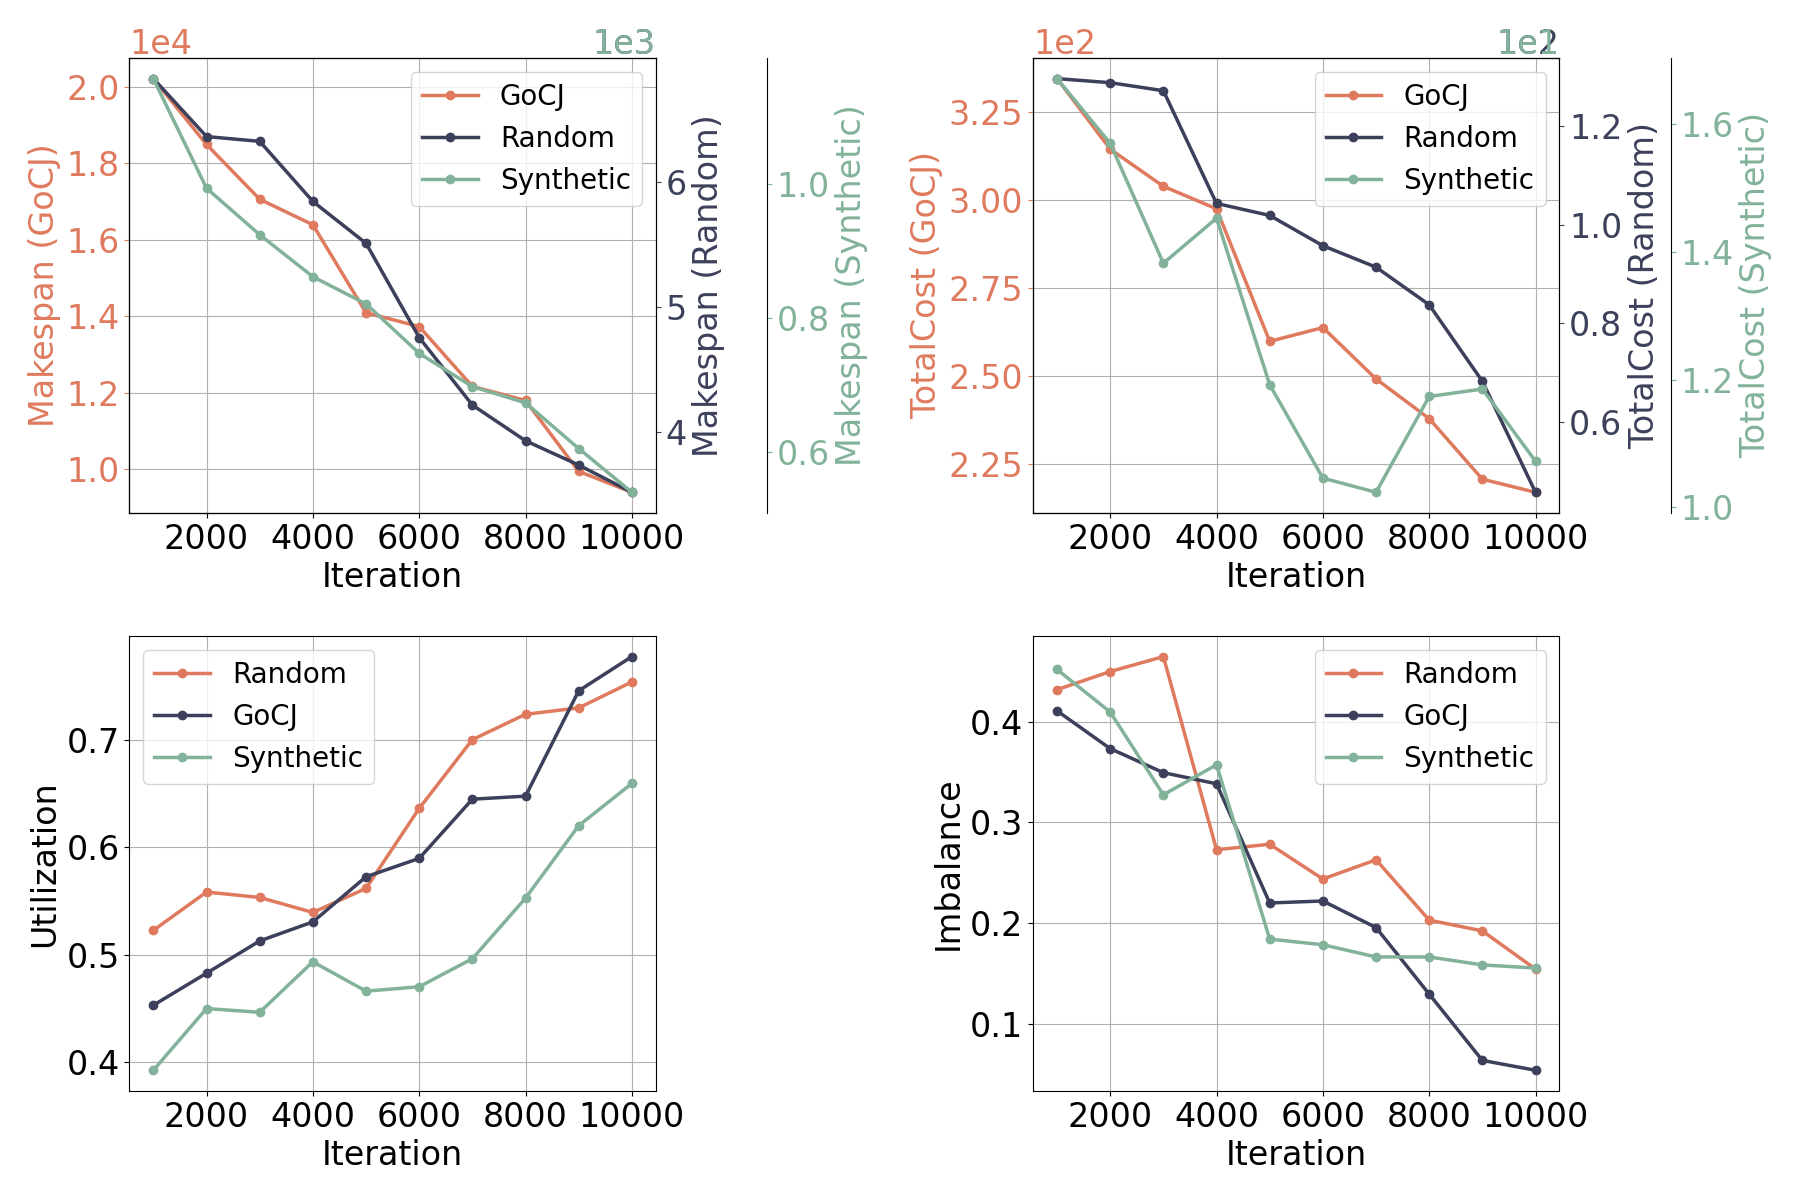 1e4
1e3
GoCJ
Random
Synthetic
2.0
1.8
1.6
1.4
1.2
1.0
Makespan (GoCJ)
6
5
4
Makespan (Random)
1.0
0.8
0.6
Makespan (Synthetic)
2000 4000 6000 8000 10000
Iteration
1e2
GoCJ
Random
Synthetic
3.25
3.00
2.75
2.50
2.25
TotalCost (GoCJ)
1.2
1.0
0.8
0.6
TotalCost (Random)
1.6
1.4
1.2
1.0
TotalCost (Synthetic)
2000 4000 6000 8000 10000
Iteration
Random
GoCJ
Synthetic
0.7
0.6
0.5
0.4
Utilization
2000 4000 6000 8000 10000
Iteration
Random
GoCJ
Synthetic
0.4
0.3
0.2
0.1
Imbalance
2000 4000 6000 8000 10000
Iteration